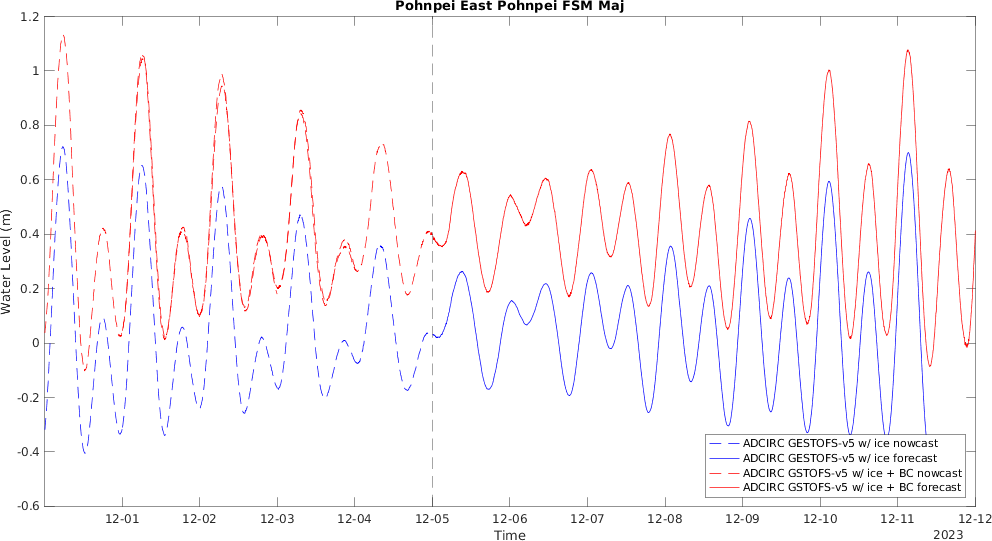 Pohnpei East Pohnpei FSM Maj
1.2
1
0.8
0.6
0.4
0.2
0
-0.2
-0.4
-0.6
Water Level (m)
ADCIRC GESTOFS-v5 w/ ice nowcast
ADCIRC GESTOFS-v5 w/ ice forecast
ADCIRC GSTOFS-v5 w/ ice + BC nowcast
ADCIRC GSTOFS-v5 w/ ice + BC forecast
12-01 12-02 12-03 12-04 12-05 12-06 12-07 12-08 12-09 12-10 12-11 12-12
Time
2023